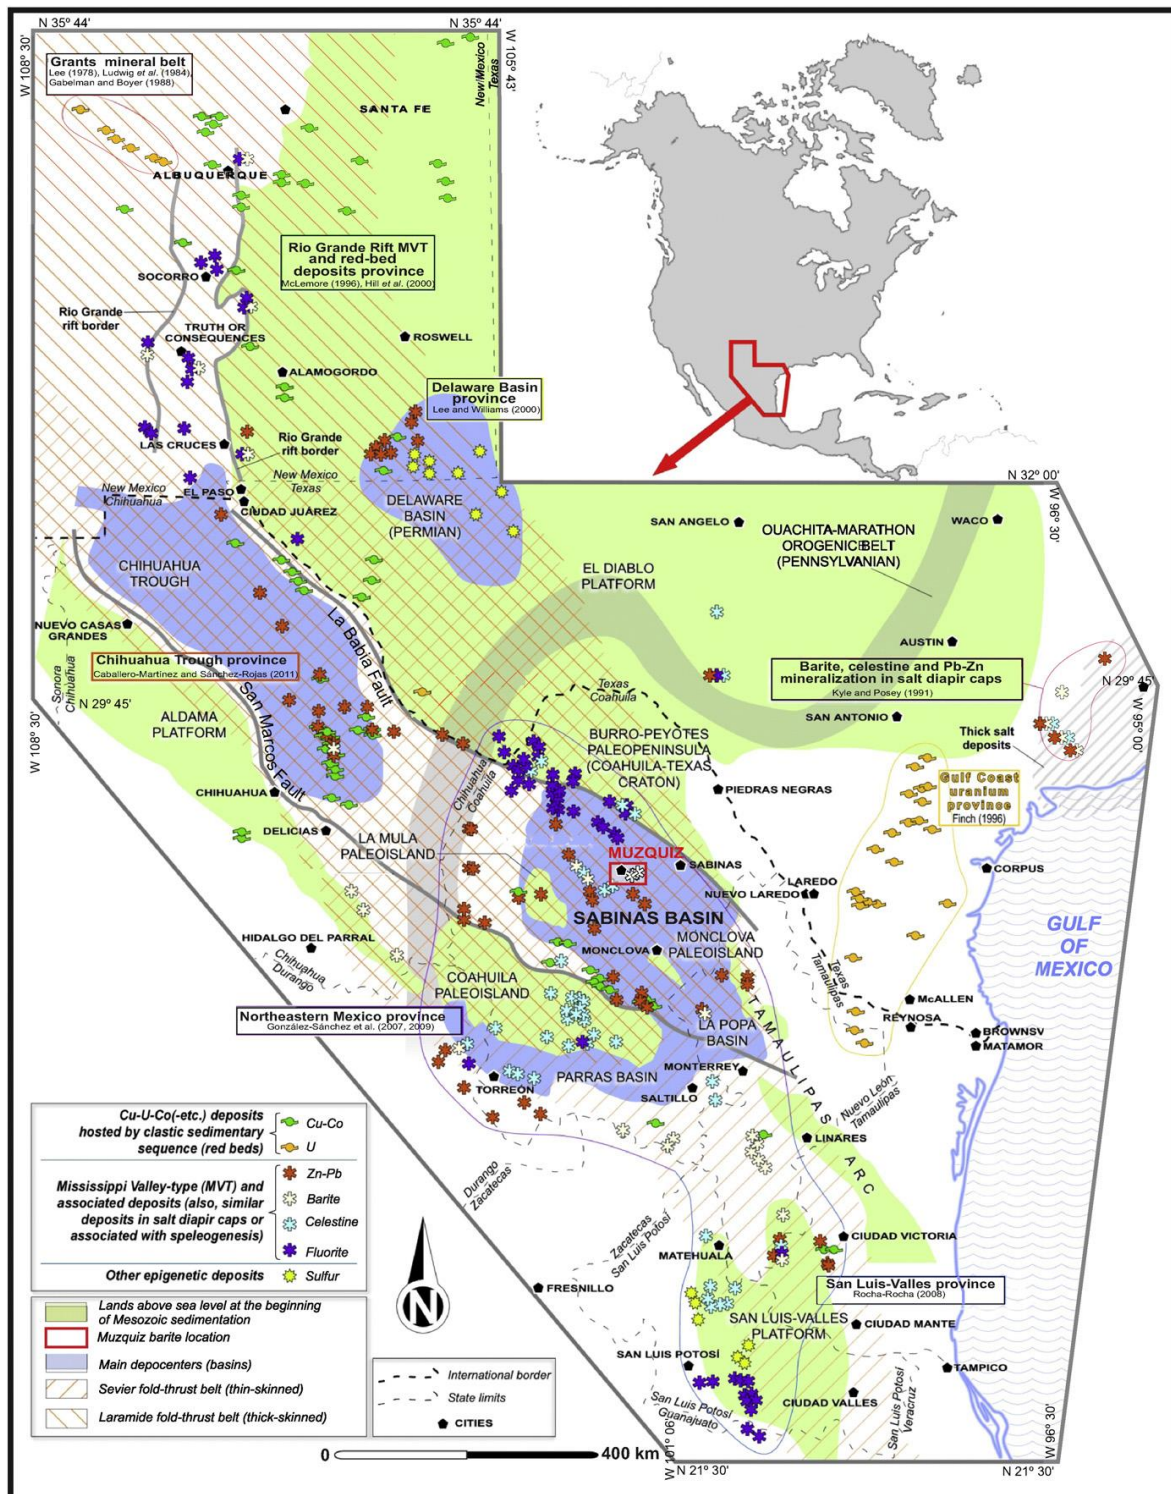 N 35º 44'
N 35º 44'
W 108º 30'
W 105º 43'
Grants mineral belt
Lee (1978), Ludwig et al. (1984),
Gabelman and Boyer (1988)
SANTA FE
New Mexico
Texas
ALBUQUERQUE
Rio Grande Rift MVT
and red-bed
deposits province
McLemore (1996), Hill et al. (2000)
SOCORRO
Rio Grande
rift border
TRUTH OR
CONSEQUENCES
ROSWELL
ALAMOGORDO
Delaware Basin
province
Lee and Williams (2000)
LAS CRUCES
Rio Grande
rift border
New Mexico
Texas
New Mexico
Chihuahua
EL PASO
CIUDAD JUÁREZ
DELAWARE
BASIN
(PERMIAN)
N 32º 00'
W 96º 30'
SAN ANGELO
WACO
OUACHITA-MARATHON
OROGENIC BELT
(PENNSYLVANIAN)
CHIHUAHUA
TROUGH
EL DIABLO
PLATFORM
NUEVO CASAS
GRANDES
La Babia Fault
AUSTIN
Chihuahua Trough province
Caballero-Martínez and Sánchez-Rojas (2011)
Barite, celestine and Pb-Zn
mineralization in salt diapir caps
Kyle and Posey (1991)
Sonora
Chihuahua
N 29º 45'
N 29º 45'
W 108º 30'
W 95º 00'
San Marcos Fault
Texas
Coahuila
ALDAMA
PLATFORM
SAN ANTONIO
BURRO-PEYOTES
PALEOPENINSULA
(COAHUILA-TEXAS
CRATON)
Thick salt
deposits
Chihuahua
Coahuila
CHIHUAHUA
PIEDRAS NEGRAS
Gulf Coast
uranium
province
Finch (1996)
DELICIAS
LA MULA
PALEOISLAND
MUZQUIZ
SABINAS
CORPUS
LAREDO
NUEVO LAREDO
SABINAS BASIN
GULF
OF
MEXICO
HIDALGO DEL PARRAL
MONCLOVA
MONCLOVA
PALEOISLAND
Chihuahua
Durango
Texas
Tamaulipas
COAHUILA
PALEOISLAND
McALLEN
Northeastern Mexico province
González-Sánchez et al. (2007, 2009)
REYNOSA
BROWNSV
MATAMOR
LA POPA
BASIN
TAMAULIPAS ARC
PARRAS BASIN
MONTERREY
TORREÓN
SALTILLO
Nuevo León
Tamaulipas
LINARES
Durango
Zacatecas
Zacatecas
San Luis Potosí
MATEHUALA
CIUDAD VICTORIA
FRESNILLO
San Luis-Valles province
Rocha-Rocha (2008)
SAN LUIS-VALLES
PLATFORM
CIUDAD MANTE
SAN LUIS POTOSÍ
TAMPICO
CIUDAD VALLES
San Luis Potosí
Guanajuato
San Luis Potosí
Veracruz
W 101º 06'
W 96º 30'
N 21º 30'
N 21º 30'
Cu-U-Co(-etc.) deposits
hosted by clastic sedimentary
sequence (red beds)
Cu-Co
U
Mississippi Valley-type (MVT) and
associated deposits (also, similar
deposits in salt diapir caps or
associated with speleogenesis)
Zn-Pb
Barite
Celestine
Fluorite
Other epigenetic deposits
Sulfur
Lands above sea level at the beginning
of Mesozoic sedimentation
Muzquiz barite location
Main depocenters (basins)
Sevier fold-thrust belt (thin-skinned)
Laramide fold-thrust belt (thick-skinned)
N
International border
State limits
CITIES
0
400 km